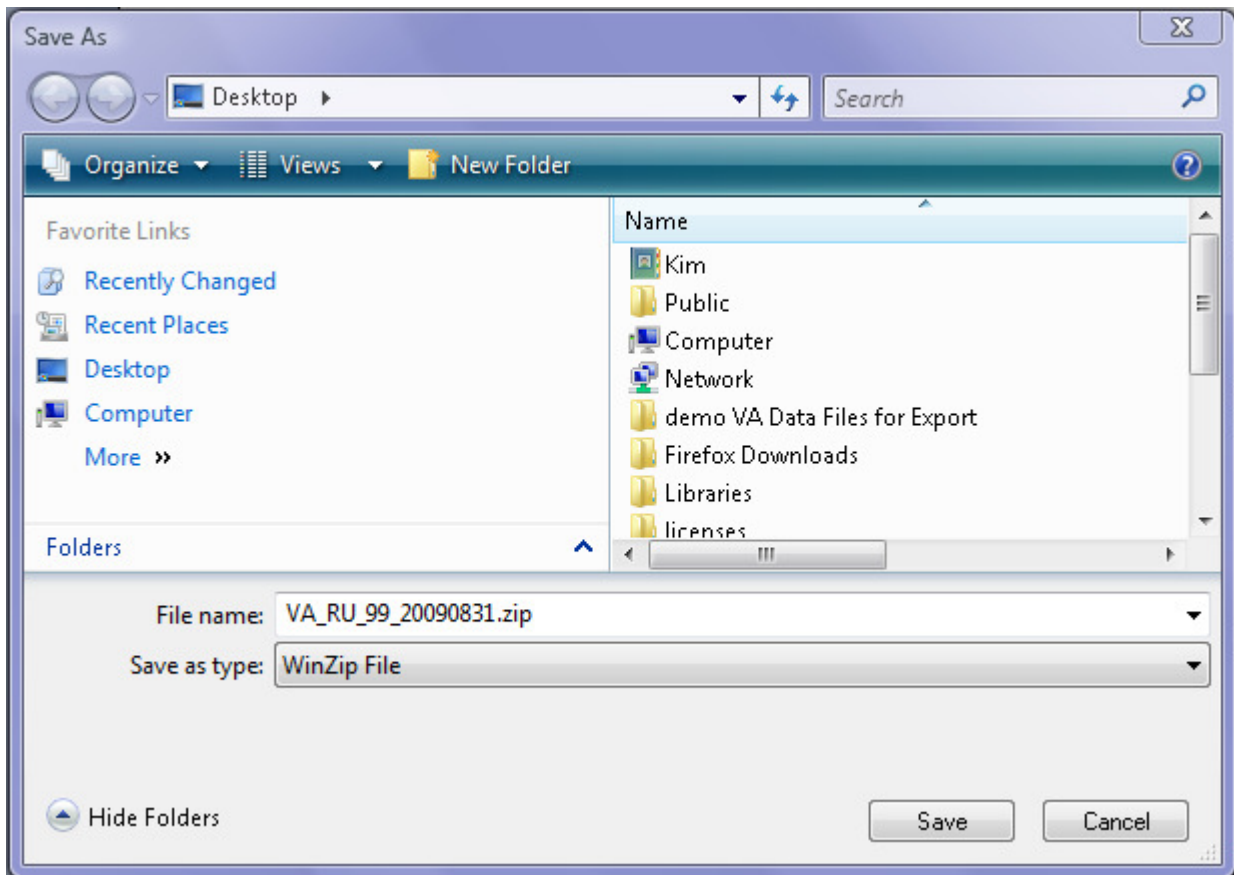 Save As
Desktop
Search
Organize
Views
New Folder
Favorite Links
Recently Changed
Recent Places
Desktop
Computer
More »
Folders
Name
Kim
Public
Computer
Network
demo VA Data Files for Export
Firefox Downloads
Libraries
licenses
File name: VA_RU_99_20090831.zip
Save as type: WinZip File
Hide Folders
Save
Cancel